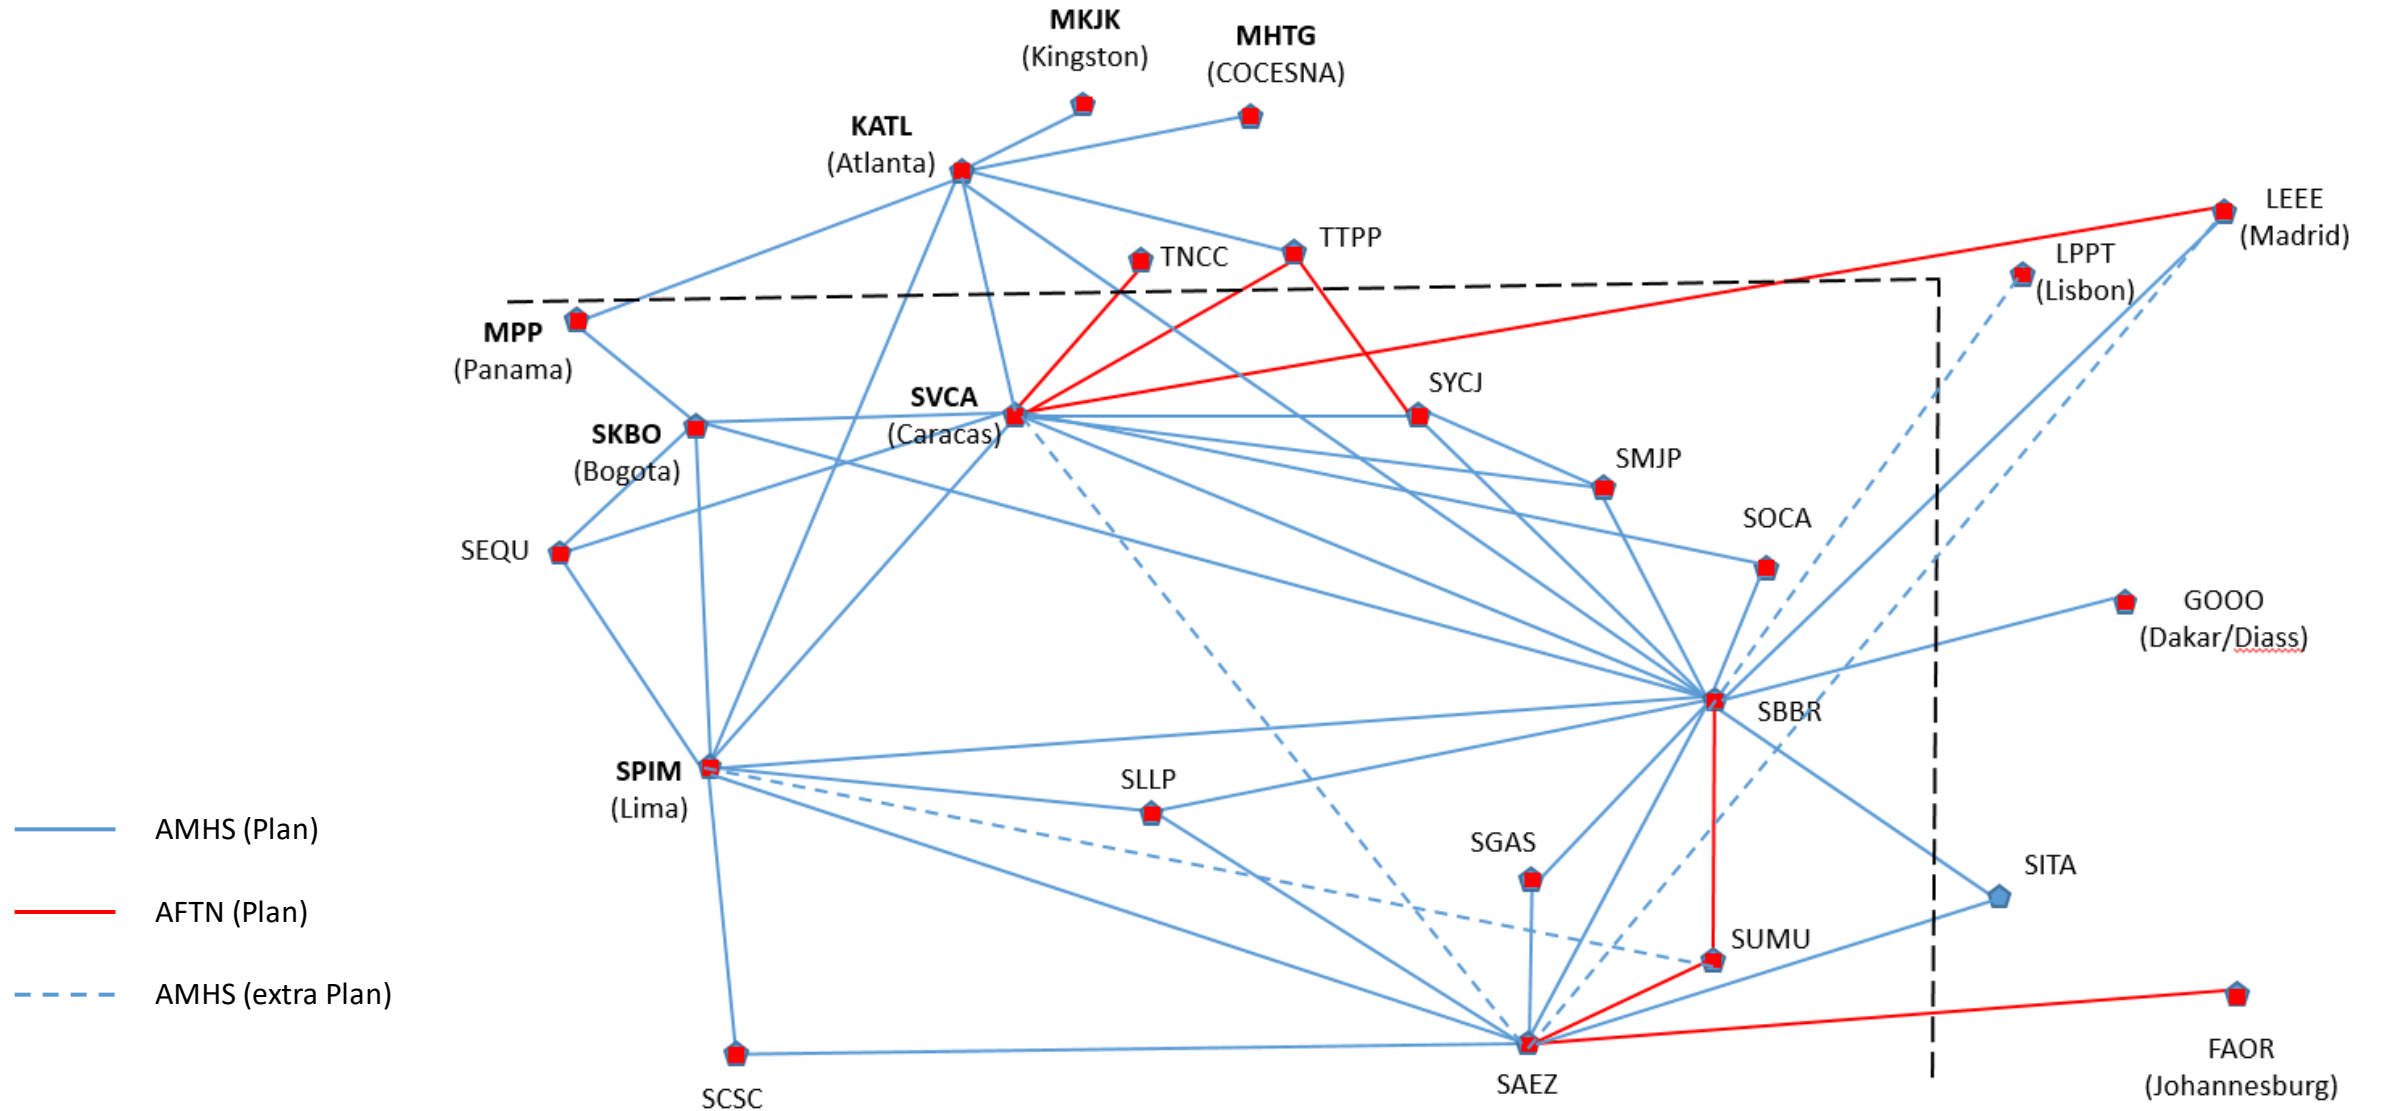 MKJK
(Kingston)
MHTG
(COCESNA)
KATL
(Atlanta)
LEEE
(Madrid)
TNCC
TTPP
LPPT
(Lisbon)
MPP
(Panama)
SVCA
(Caracas)
SYCJ
SKBO
(Bogota)
SMJP
SOCA
SEQU
GOOO
(Dakar/Diass)
SBBR
SPIM
(Lima)
SLLP
AMHS (Plan)
SGAS
SITA
AFTN (Plan)
SUMU
AMHS (extra Plan)
FAOR
(Johannesburg)
SAEZ
SCSC